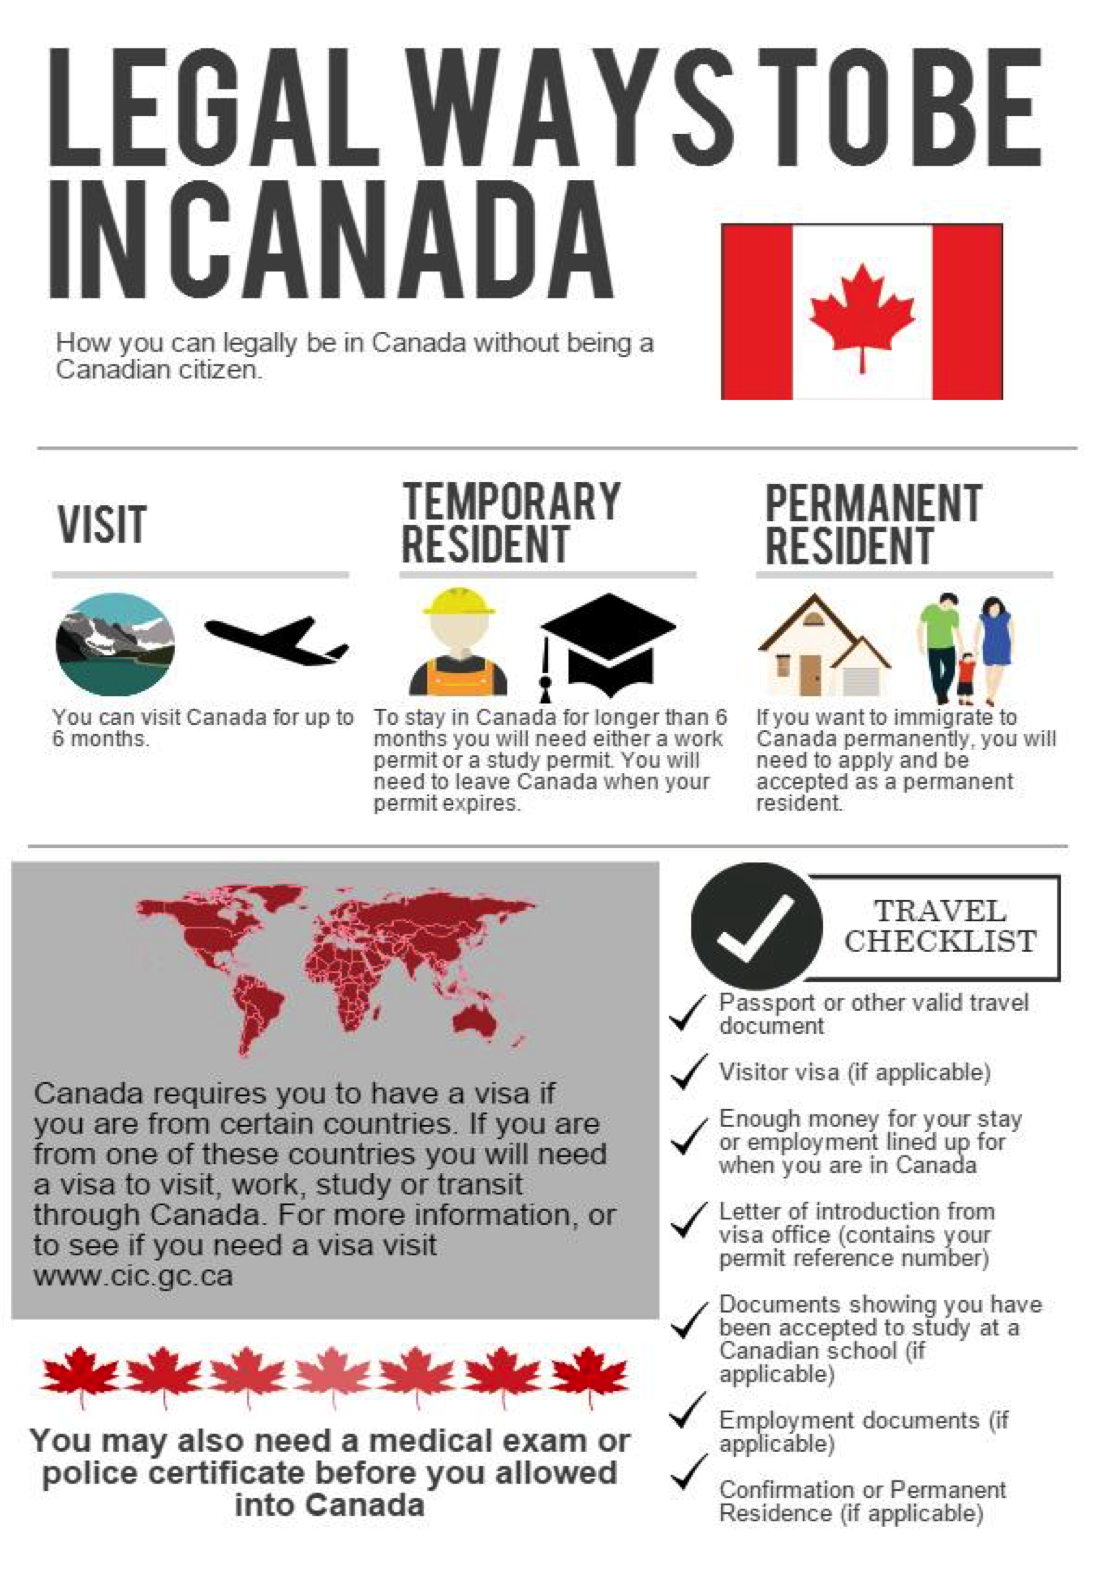 LEGAL WAYS TO BE
IN CANADA
How you can legally be in Canada without being a
Canadian citizen.
VISIT
You can visit Canada for up to
6 months.
TEMPORARY
RESIDENT
To stay in Canada for longer than 6
months you will need either a work
permit or a study permit. You will
need to leave Canada when your
permit expires.
PERMANENT
RESIDENT
If you want to immigrate to
Canada permanently, you will
need to apply and be
accepted as a permanent
resident.
Canada requires you to have a visa if
you are from certain countries. If you are
from one of these countries you will need
a visa to visit, work, study or transit
through Canada. For more information, or
to see if you need a visa visit
www.cic.gc.ca
You may also need a medical exam or
police certificate before you allowed
into Canada
TRAVEL
CHECKLIST
Passport or other valid travel
document
Visitor visa (if applicable)
Enough money for your stay
or employment lined up for
when you are in Canada
Letter of introduction from
visa office (contains your
permit reference number)
Documents showing you have
been accepted to study at a
Canadian school (if
applicable)
Employment documents (if
applicable)
Confirmation or Permanent
Residence (if applicable)